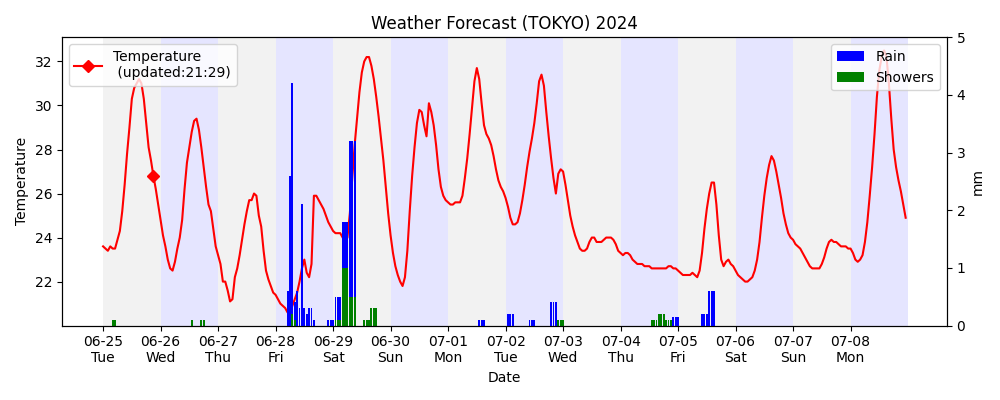 Weather Forecast (TOKYO) 2024
Temperature
(updated:21:29)
Rain
Showers
Temperature
32
30
28
26
24
22
5
4
3
2
1
0
mm
06-25 06-26 06-27 06-28 06-29 06-30 07-01 07-02 07-03 07-04 07-05 07-06 07-07 07-08
Tue Wed Thu Fri Sat Sun Mon Tue Wed Thu Fri Sat Sun Mon
Date